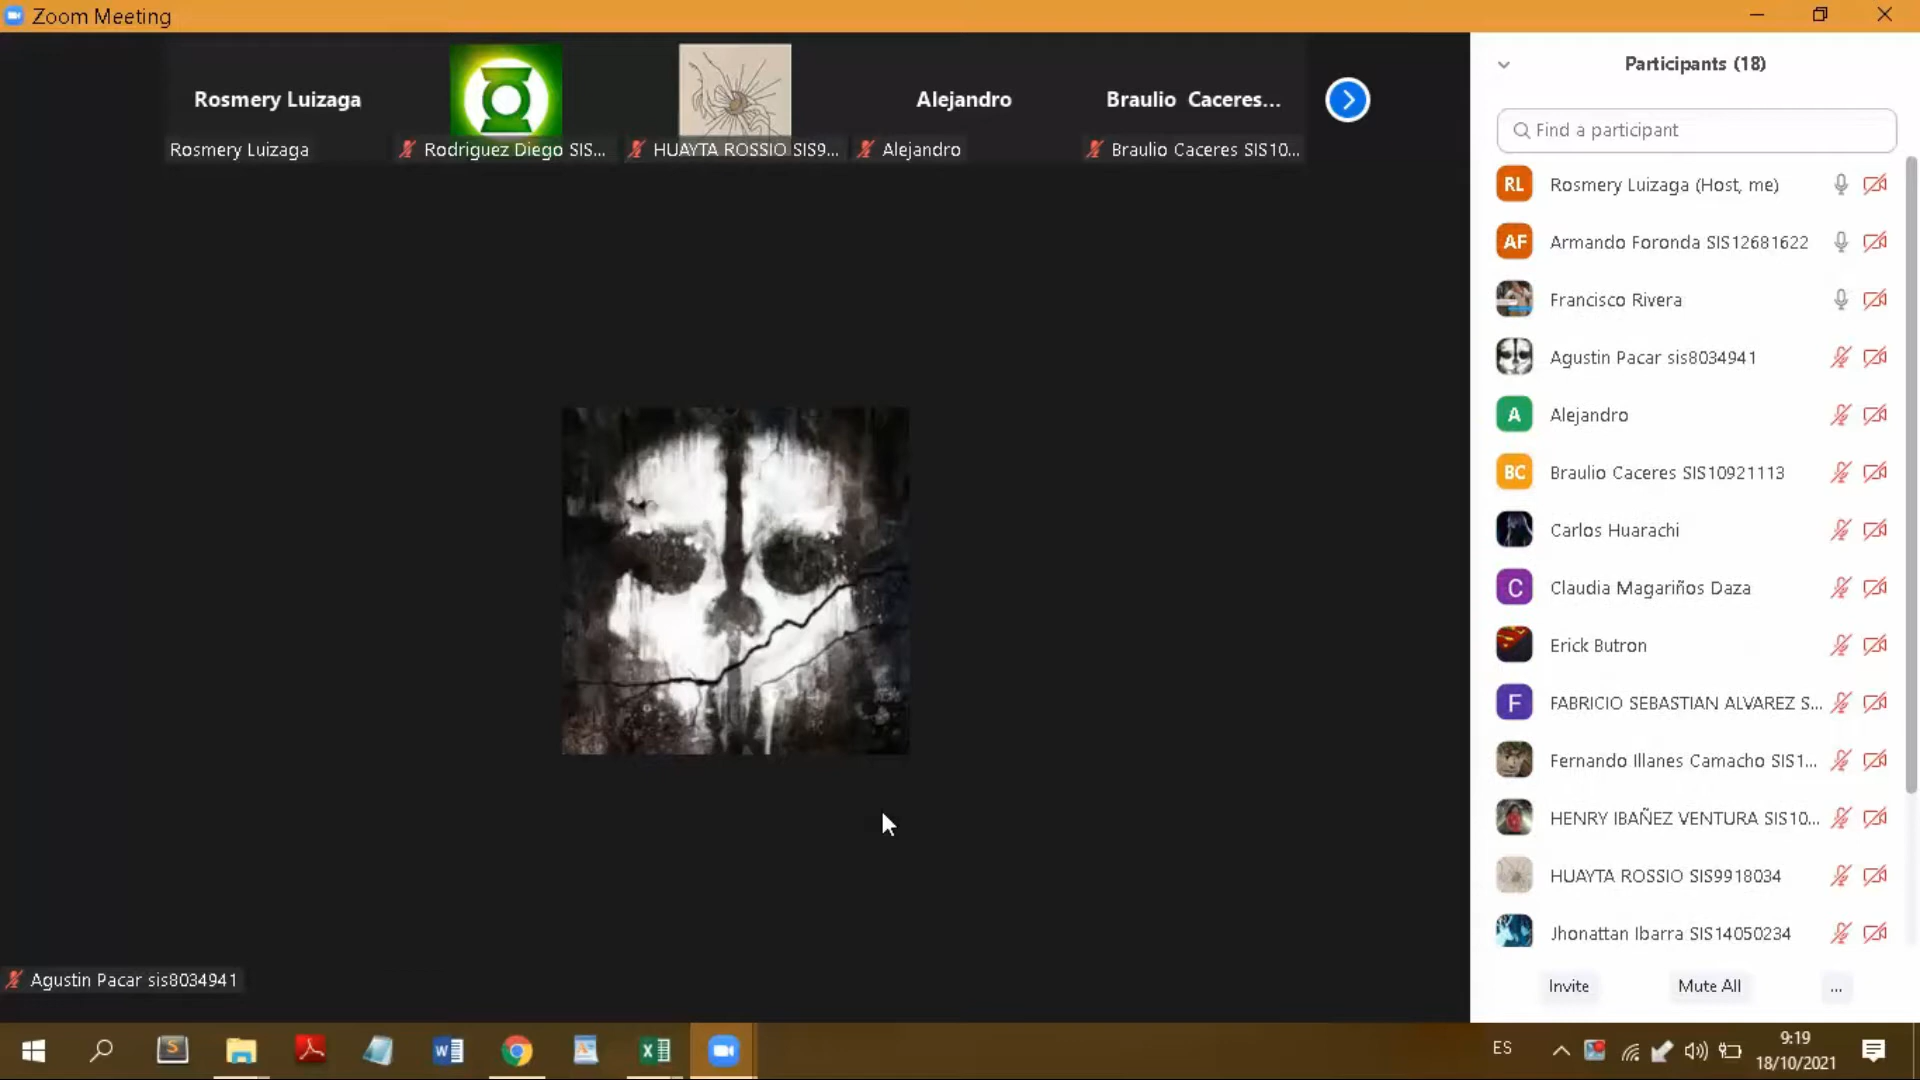 Zoom Meeting
Rosmery Luizaga
Alejandro
Braulio Caceres...
Rosmery Luizaga
Rodriguez Diego SIS...
HUAYTA ROSSIO SIS9...
Alejandro
Braulio Caceres SIS10...
Agustin Pacar sis8034941
Participants (18)
Find a participant
RL Rosmery Luizaga (Host, me)
AF Armando Foronda SIS12681622
Francisco Rivera
Agustin Pacar sis8034941
A Alejandro
BC Braulio Caceres SIS10921113
Carlos Huarachi
C Claudia Magariños Daza
Erick Butron
F FABRICIO SEBASTIAN ALVAREZ S...
Fernando Illanes Camacho SIS1...
HENRY IBAÑEZ VENTURA SIS10...
HUAYTA ROSSIO SIS9918034
Jhonattan Ibarra SIS14050234
Invite
Mute All
...
ES
9:19
18/10/2021